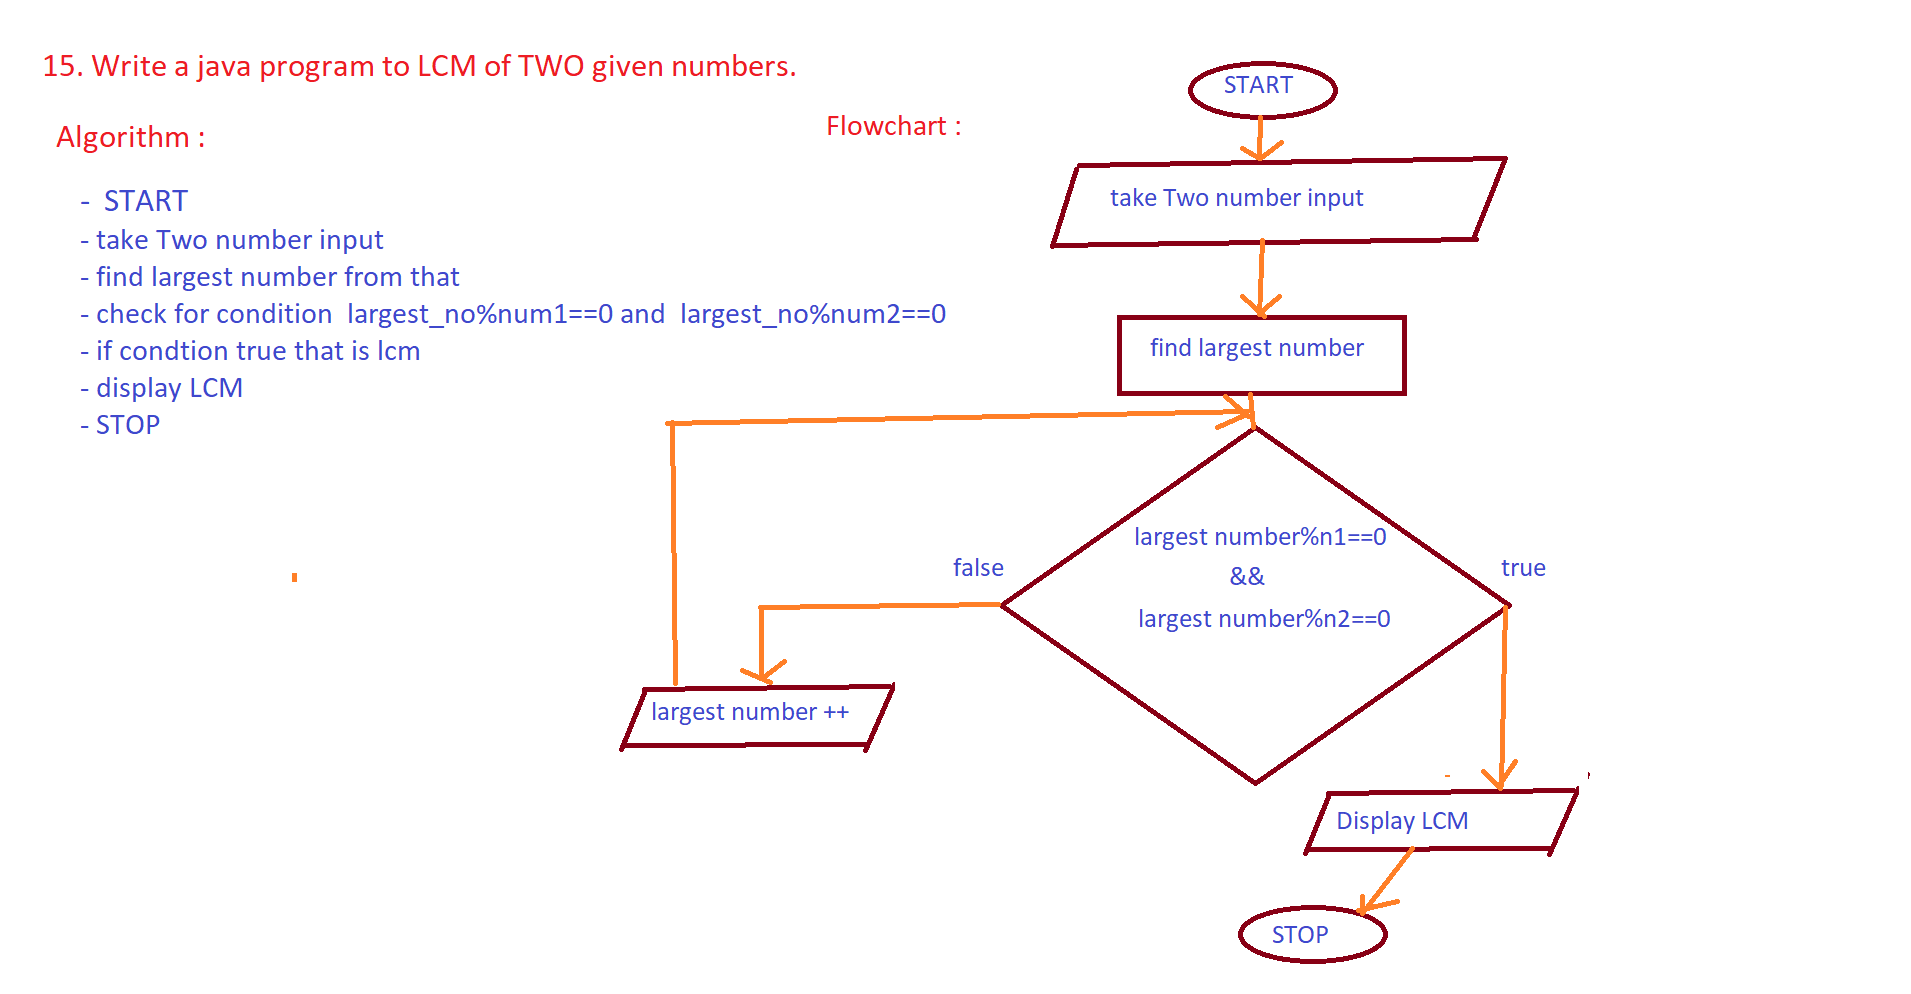 15. Write a java program to LCM of TWO given numbers.
Algorithm :
- START
- take Two number input
- find largest number from that
- check for condition largest_no%num1==0 and largest_no%num2==0
- if condtion true that is lcm
- display LCM
- STOP
Flowchart :
START
take Two number input
find largest number
largest number%n1==0
&&
largest number%n2==0
false
true
largest number ++
Display LCM
STOP